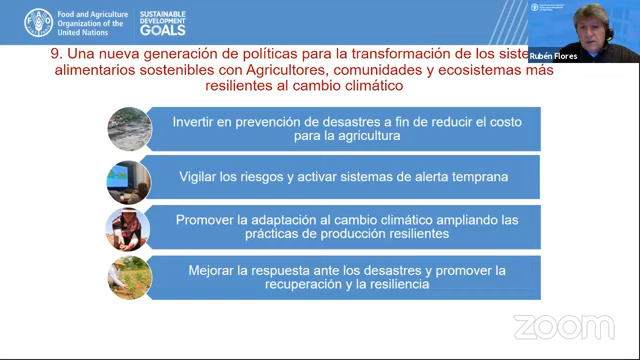 Food and Agriculture
Organization of the
United Nations
SUSTAINABLE
DEVELOPMENT
GOALS
9. Una nueva generación de políticas para la transformación de los siste
alimentarios sostenibles con Agricultores, comunidades y ecosistemas más
resilientes al cambio climático
Rubén Flores
Invertir en prevención de desastres a fin de reducir el costo
para la agricultura
Vigilar los riesgos y activar sistemas de alerta temprana
Promover la adaptación al cambio climático ampliando las
prácticas de producción resilientes
Mejorar la respuesta ante los desastres y promover la
recuperación y la resiliencia
zoom